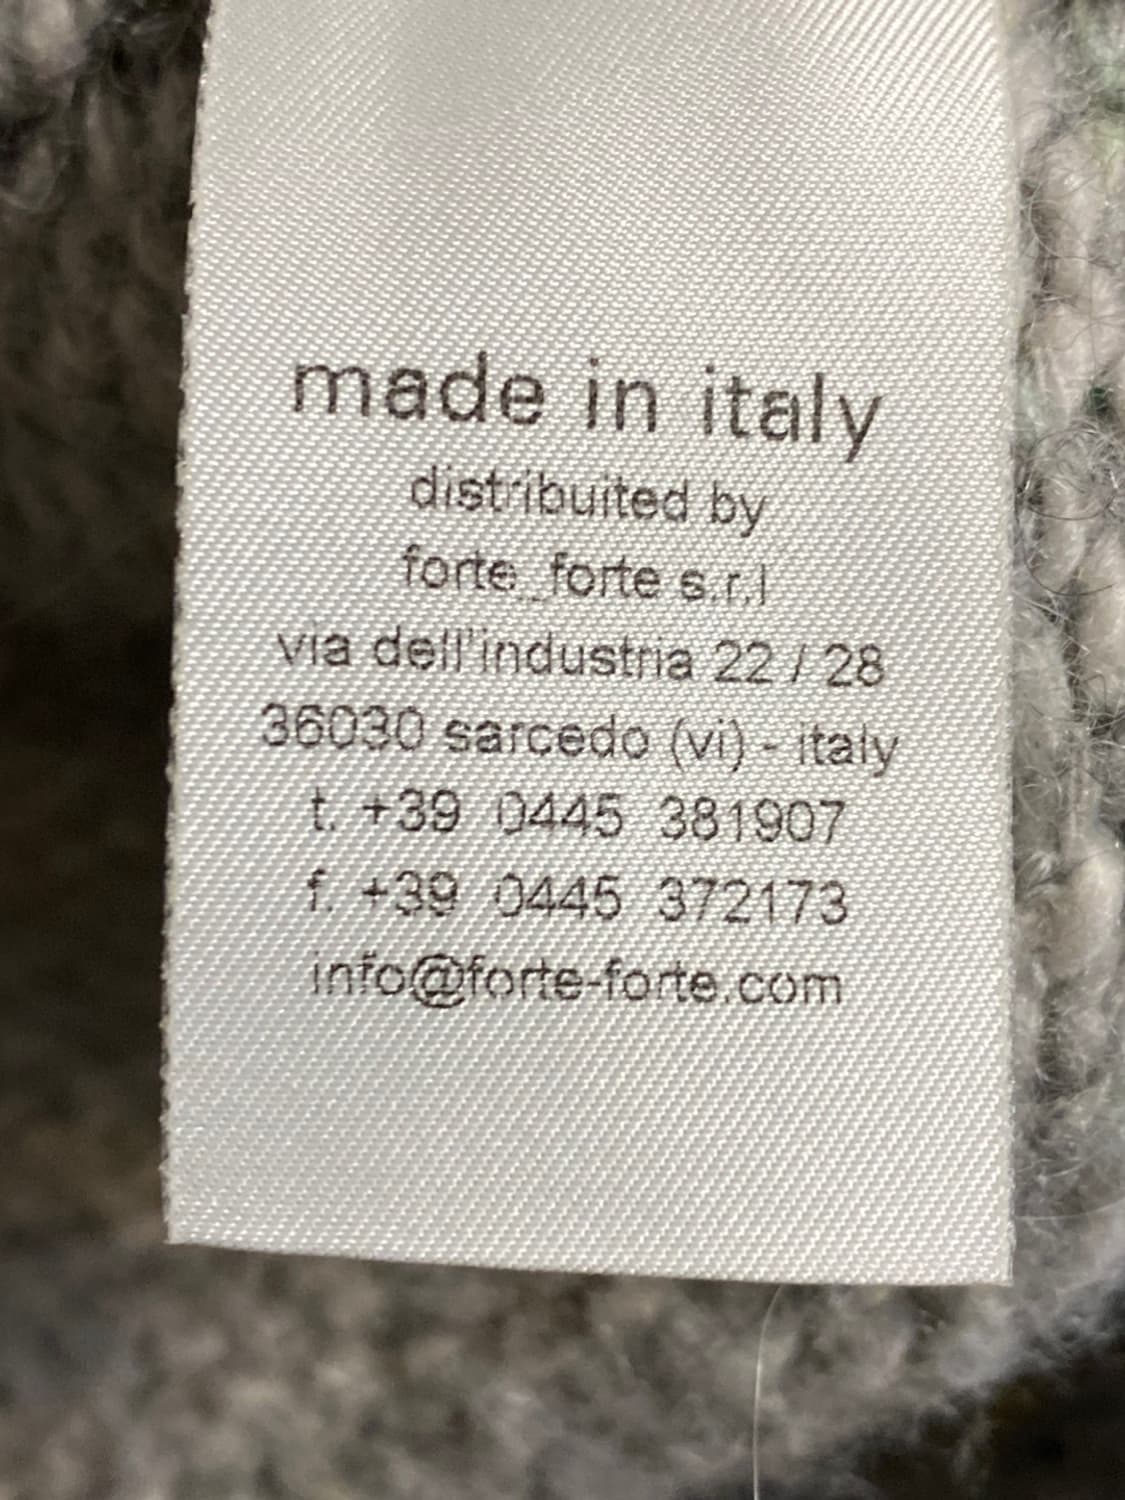 made in italy
distribuited by
forte_forte s.r.l
via dell'industria 22 / 28
36030 sarcedo (vi) - italy
t. +39 0445 381907
f. +39 0445 372173
info@forte-forte.com